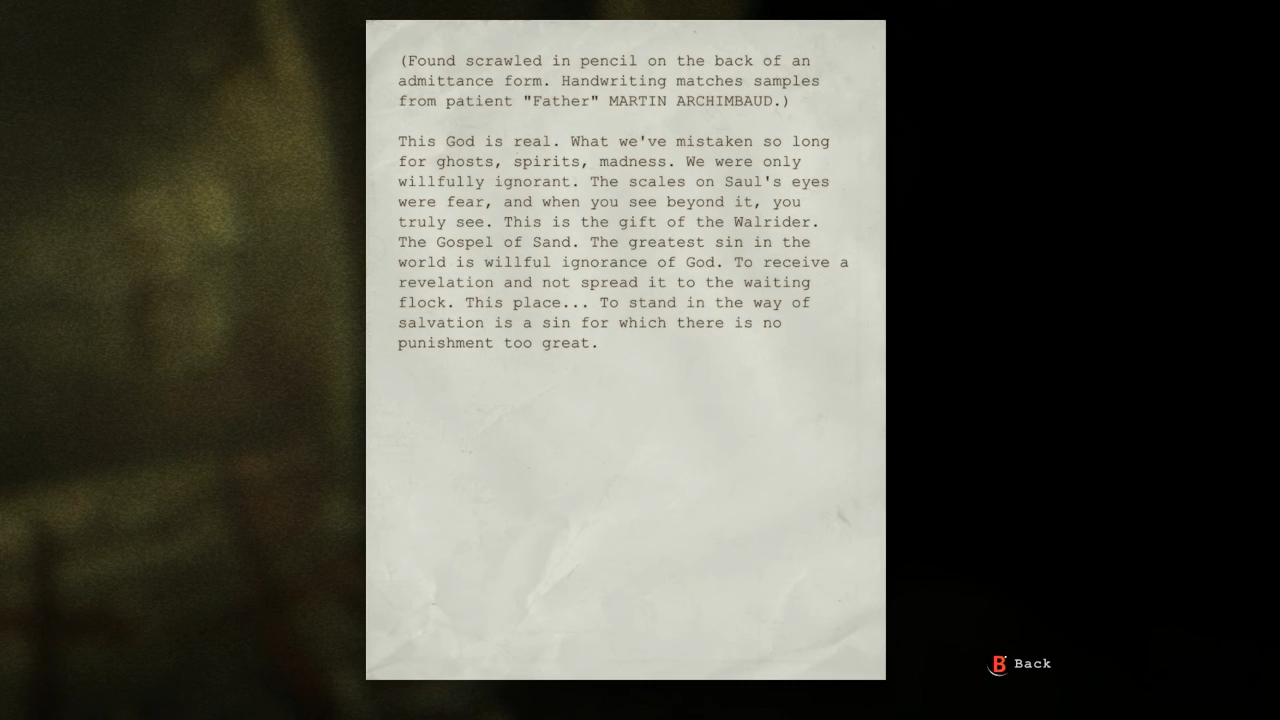 (Found scrawled in pencil on the back of an
admittance form. Handwriting matches samples
from patient "Father" MARTIN ARCHIMBAUD.)
This God is real. What we've mistaken so long
for ghosts, spirits, madness. We were only
willfully ignorant. The scales on Saul's eyes
were fear, and when you see beyond it, you
truly see. This is the gift of the Walrider.
The Gospel of Sand. The greatest sin in the
world is willful ignorance of God. To receive a
revelation and not spread it to the waiting
flock. This place... To stand in the way of
salvation is a sin for which there is no
punishment too great.
B Back